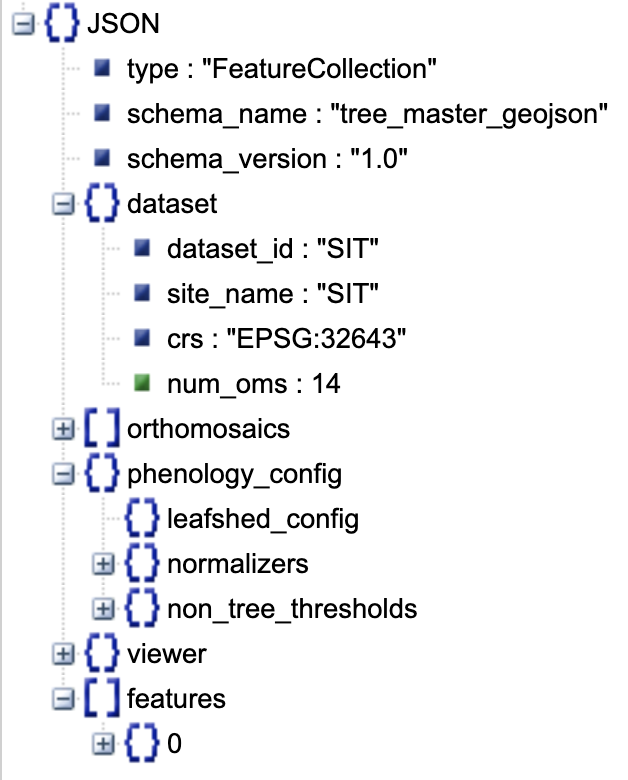 JSON
type : "FeatureCollection"
schema_name : "tree_master_geojson"
schema_version : "1.0"
dataset
dataset_id : "SIT"
site_name : "SIT"
crs : "EPSG:32643"
num_oms : 14
orthomosaics
phenology_config
leafshed_config
normalizers
non_tree_thresholds
viewer
features
0